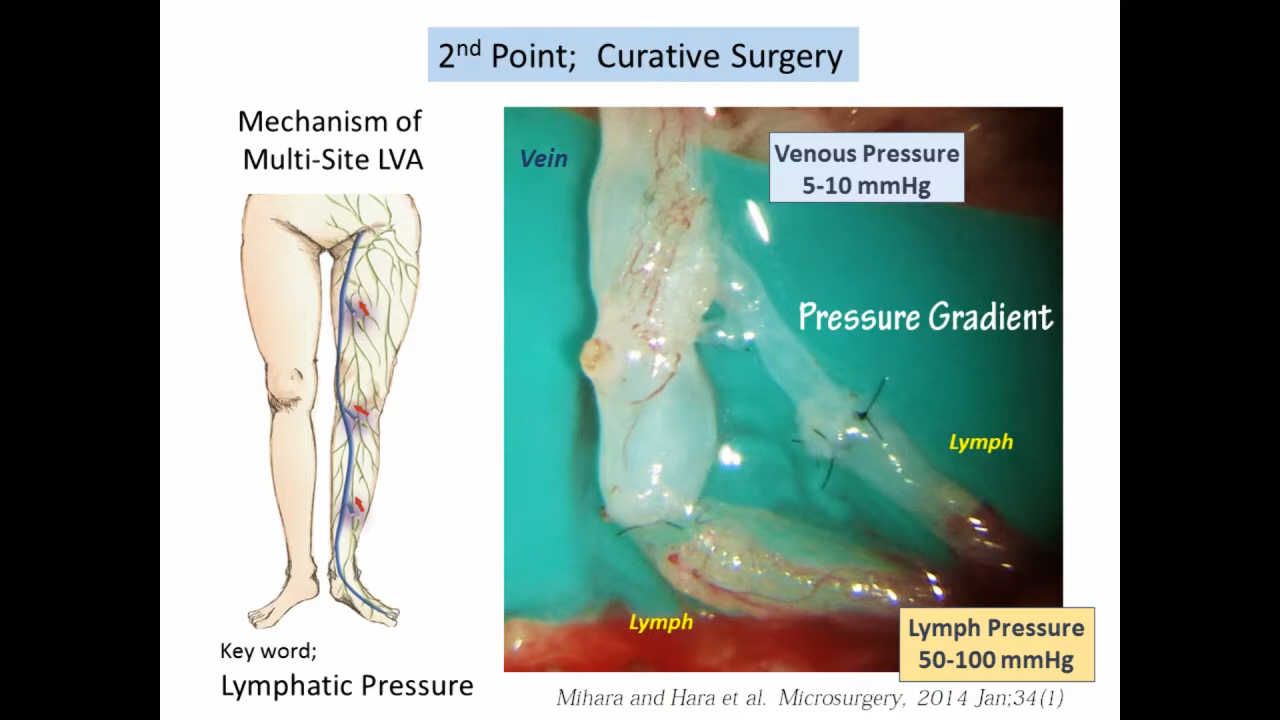 2nd Point;  Curative Surgery
Mechanism of
Multi-Site LVA
Vein
Venous Pressure
5-10 mmHg
Pressure Gradient
Lymph
Lymph
Lymph Pressure
50-100 mmHg
Key word;
Lymphatic Pressure
Mihara and Hara et al.  Microsurgery, 2014 Jan;34(1)